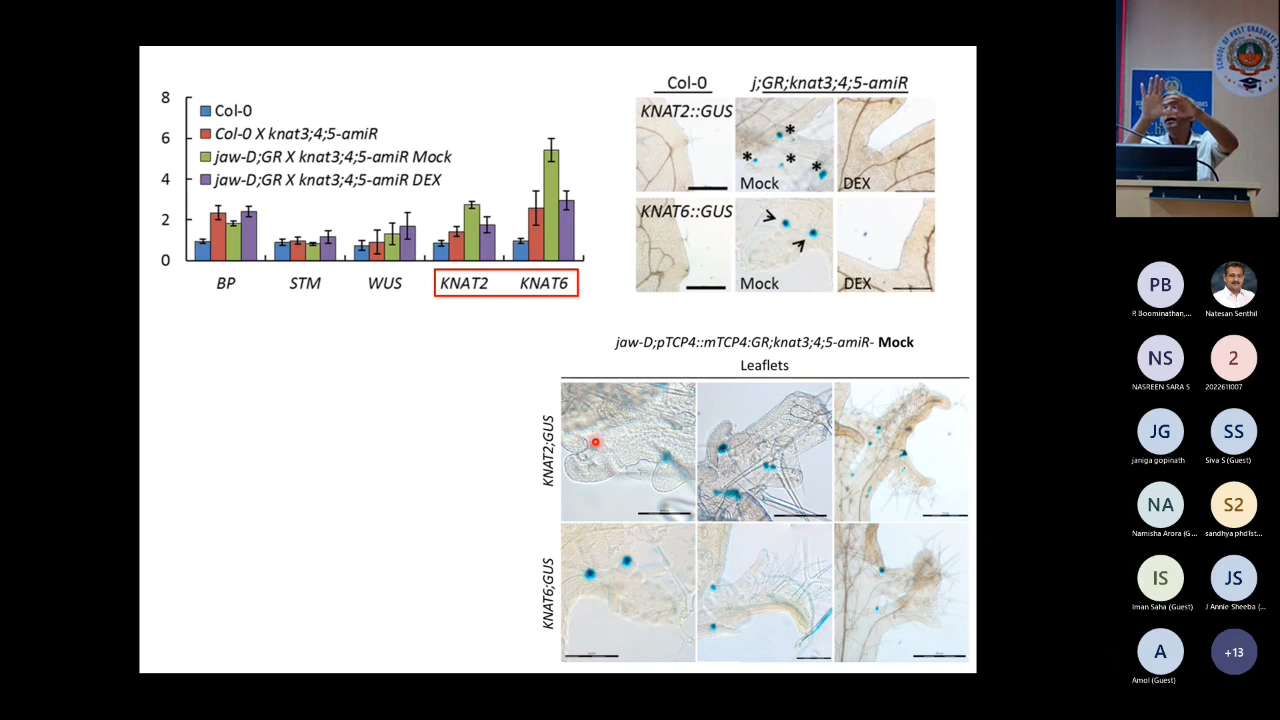 8
6
4
2
0
Col-0
Col-0 X knat3;4;5-amiR
jaw-D;GR X knat3;4;5-amiR Mock
jaw-D;GR X knat3;4;5-amiR DEX
BP STM WUS KNAT2 KNAT6
Col-0 j;GR;knat3;4;5-amiR
KNAT2::GUS
* * * *
Mock DEX
KNAT6::GUS
Mock DEX
jaw-D;pTCP4::mTCP4:GR;knat3;4;5-amiR- Mock
Leaflets
KNAT2;GUS
KNAT6;GUS
SCHOOL OF POST GRADUATE
PB
P. Boominathan,...
Natesan Senthil
NS
NASREEN SARA S
2
2022611007
JG
janiga gopinath
SS
Siva S (Guest)
NA
Namisha Arora (G...
S2
sandhya phd1st...
IS
Iman Saha (Guest)
JS
J Annie Sheeba (...
A
Amol (Guest)
+13